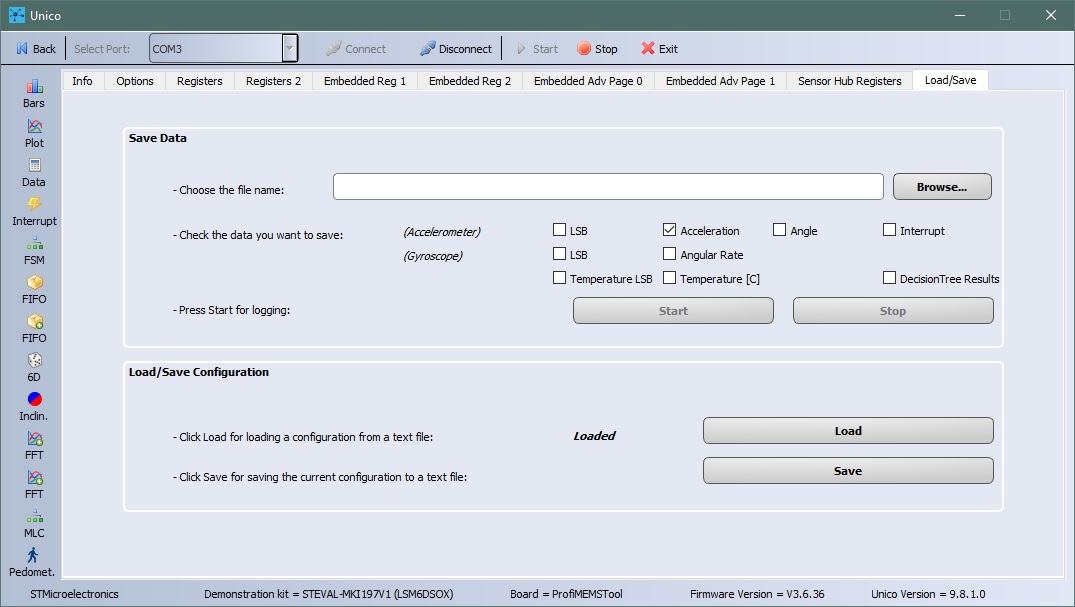 Unico
Back Select Port: COM3 Connect Disconnect Start Stop Exit
Info Options Registers Registers 2 Embedded Reg 1 Embedded Reg 2 Embedded Adv Page 0 Embedded Adv Page 1 Sensor Hub Registers Load/Save
Bars
Plot
Data
Interrupt
FSM
FIFO
FIFO
6D
Inclin.
FFT
FFT
MLC
Pedomet.
Save Data
- Choose the file name: Browse...
- Check the data you want to save: (Accelerometer) LSB Acceleration Angle Interrupt
(Gyroscope) LSB Angular Rate
Temperature LSB Temperature [C] DecisionTree Results
- Press Start for logging: Start Stop
Load/Save Configuration
- Click Load for loading a configuration from a text file: Loaded Load
- Click Save for saving the current configuration to a text file: Save
STMicroelectronics Demonstration kit = STEVAL-MKI197V1 (LSM6DSOX) Board = ProfiMEMSTool Firmware Version = V3.6.36 Unico Version = 9.8.1.0